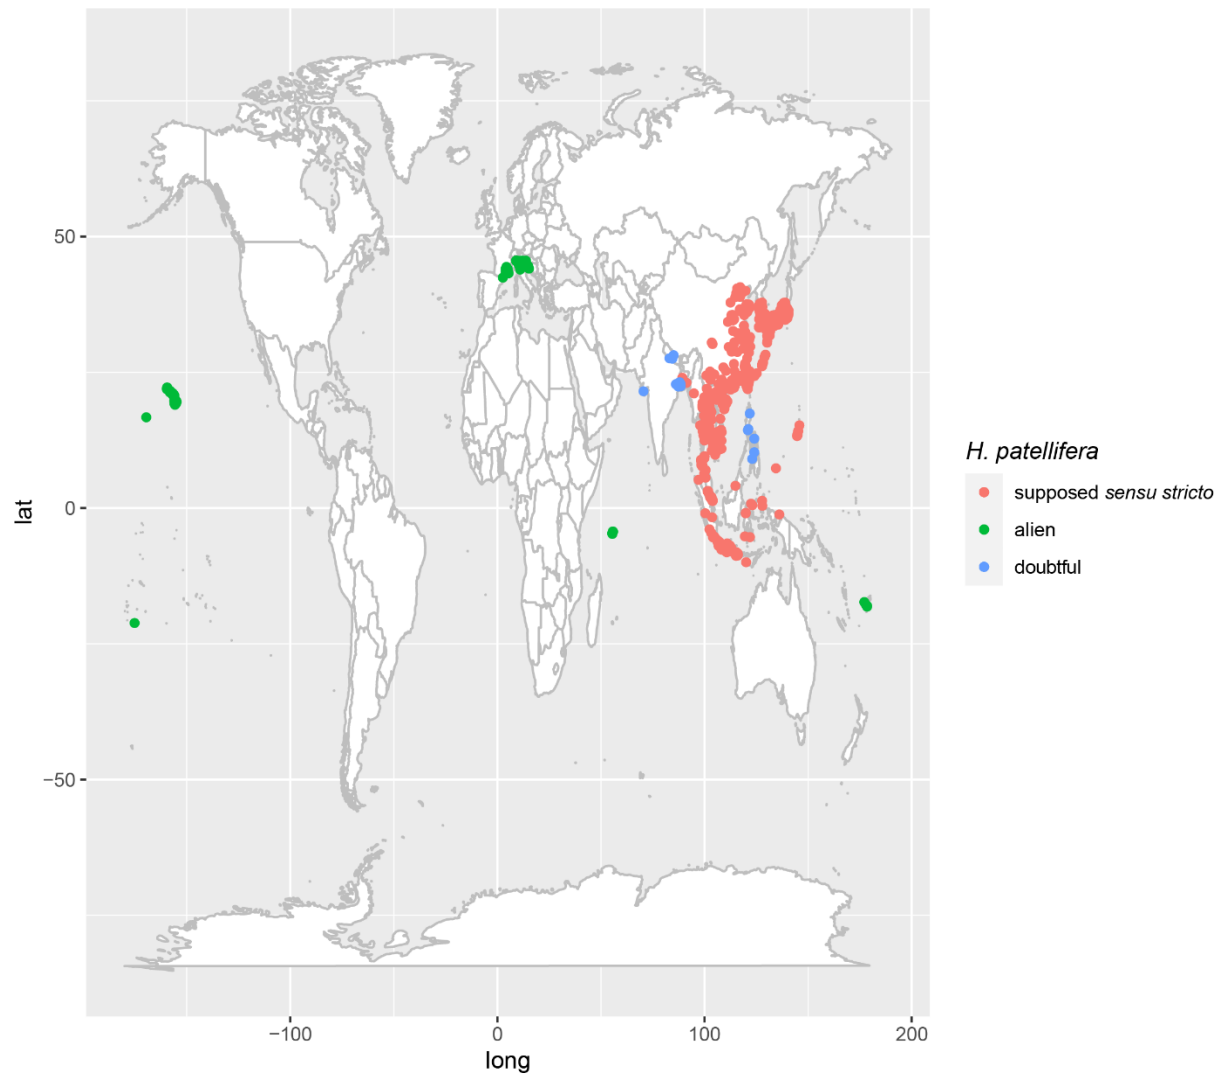 50
0
−50
lat
−100
0
100
200
long
H. patellifera
supposed sensu stricto
alien
doubtful